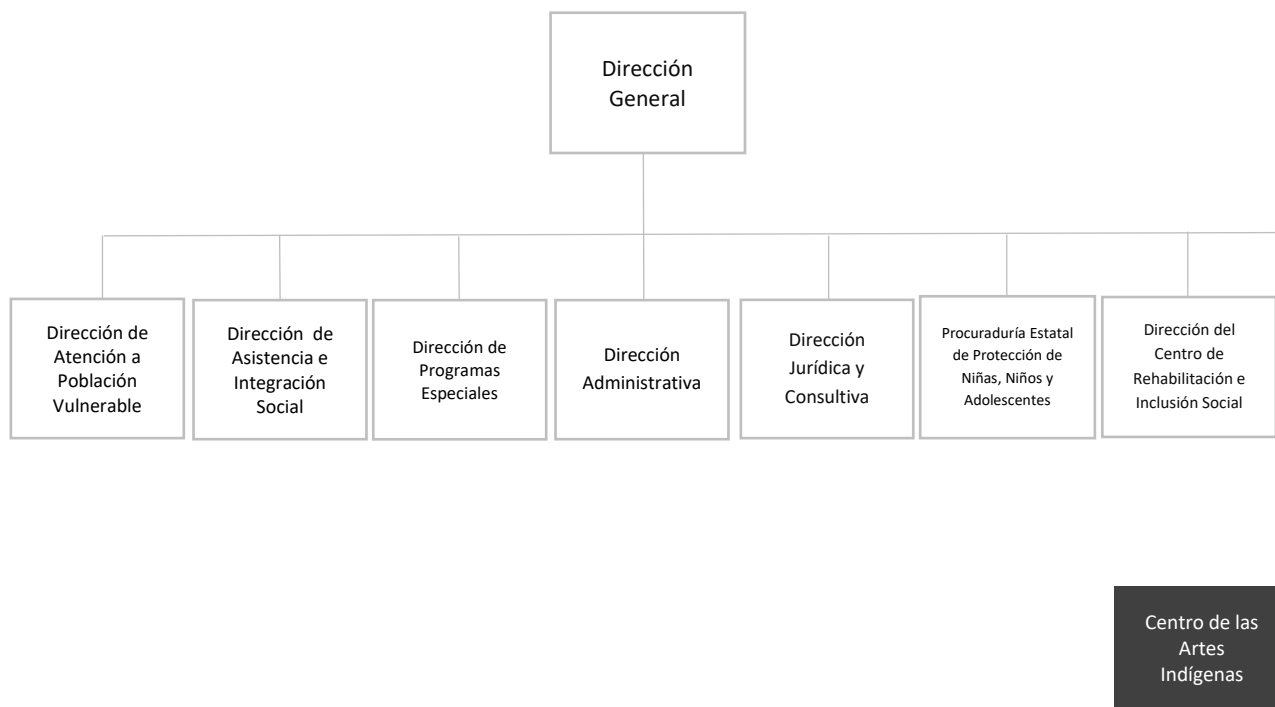 Dirección
General
Dirección de
Atención a
Población
Vulnerable
Dirección de
Asistencia e
Integración
Social
Dirección de
Programas
Especiales
Dirección
Administrativa
Dirección
Jurídica y
Consultiva
Procuraduría Estatal
de Protección de
Niñas, Niños y
Adolescentes
Dirección del
Centro de
Rehabilitación e
Inclusión Social
Centro de las
Artes
Indígenas